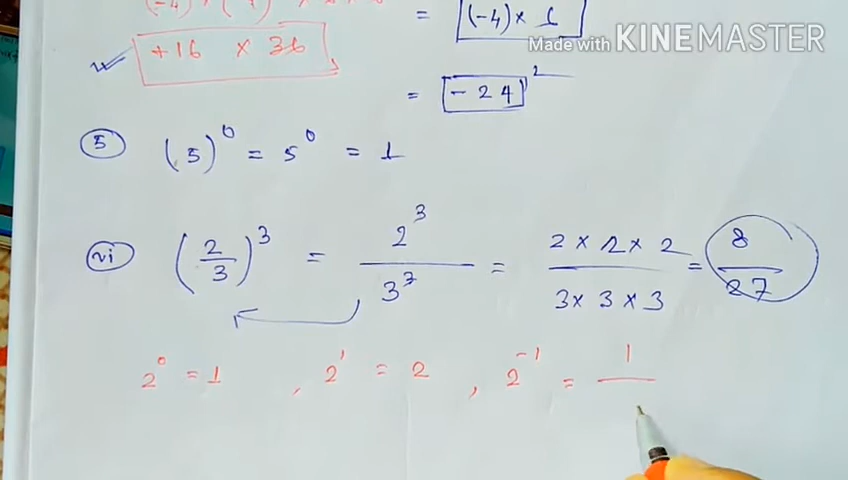 = (-4) × 6
Made with KINEMASTER
+16 × 36
= (-24)²
5 (5)⁰ = 5⁰ = 1
vi (2/3)³ = 2³/3³ = 2 × 2 × 2/3 × 3 × 3 = 8/27
2⁰ = 1 , 2¹ = 2 , 2⁻¹ = 1/